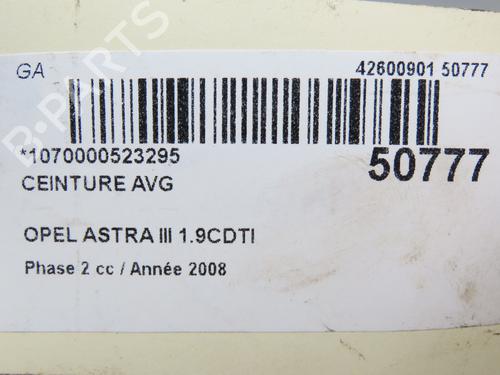 GA
42600901 50777
*1070000523295
50777
CEINTURE AVG
OPEL ASTRA III 1.9CDTI
Phase 2 cc / Année 2008
B-PARTS